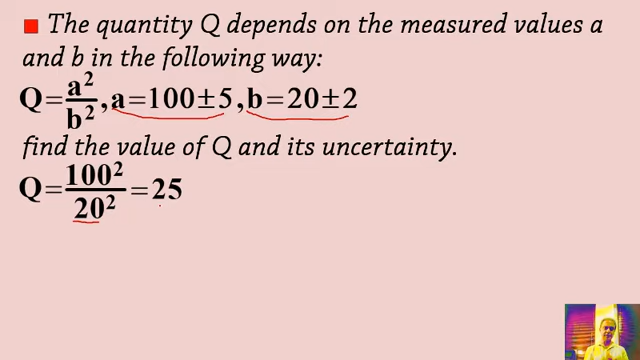 The quantity Q depends on the measured values a
and b in the following way:
Q=a²/b², a=100±5, b=20±2
find the value of Q and its uncertainty.
Q=100²/20²=25